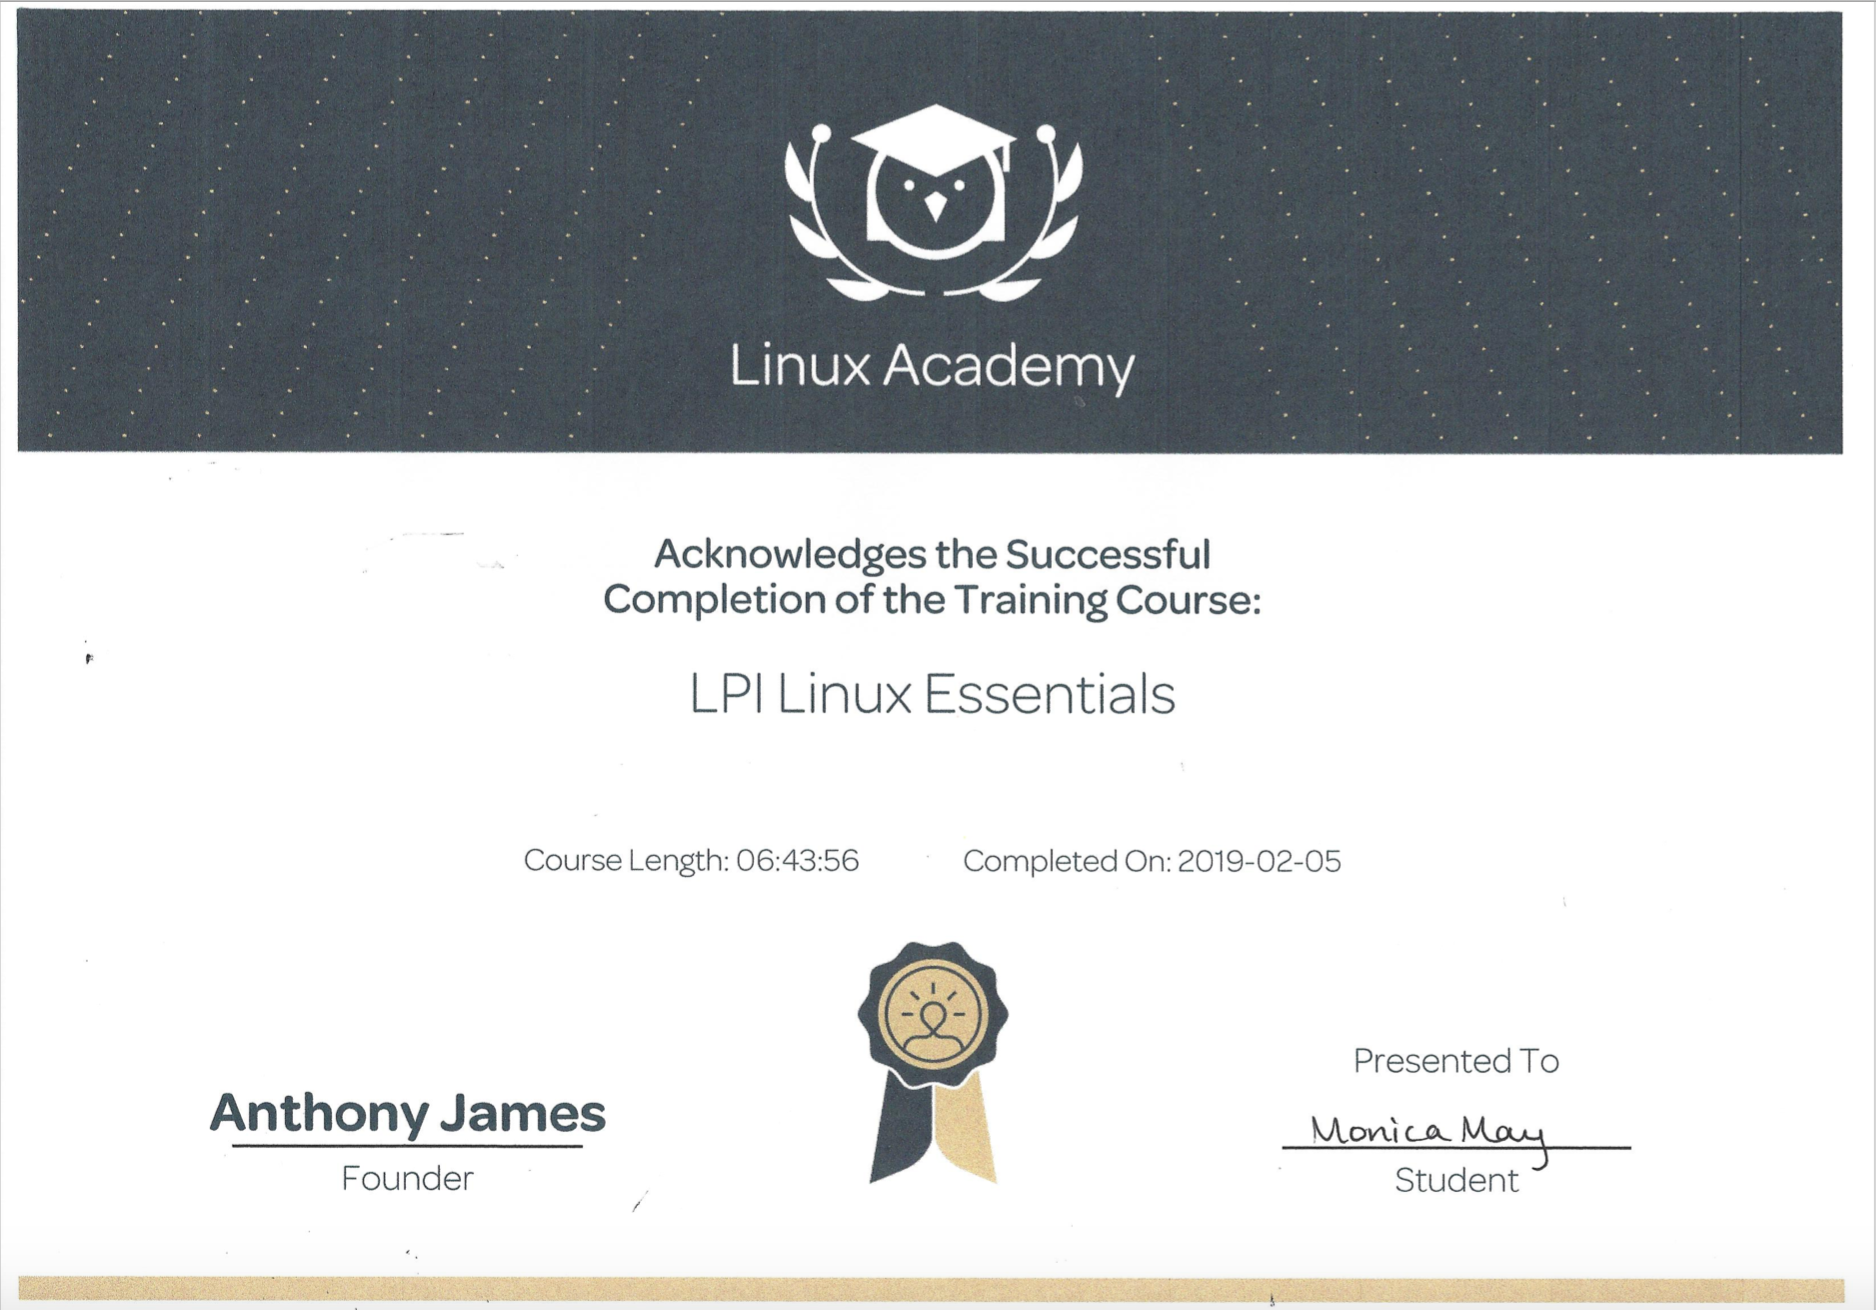 Linux Academy
Acknowledges the Successful
Completion of the Training Course:
LPI Linux Essentials
Course Length: 06:43:56
Completed On: 2019-02-05
Anthony James
Founder
Presented To
Monica May
Student